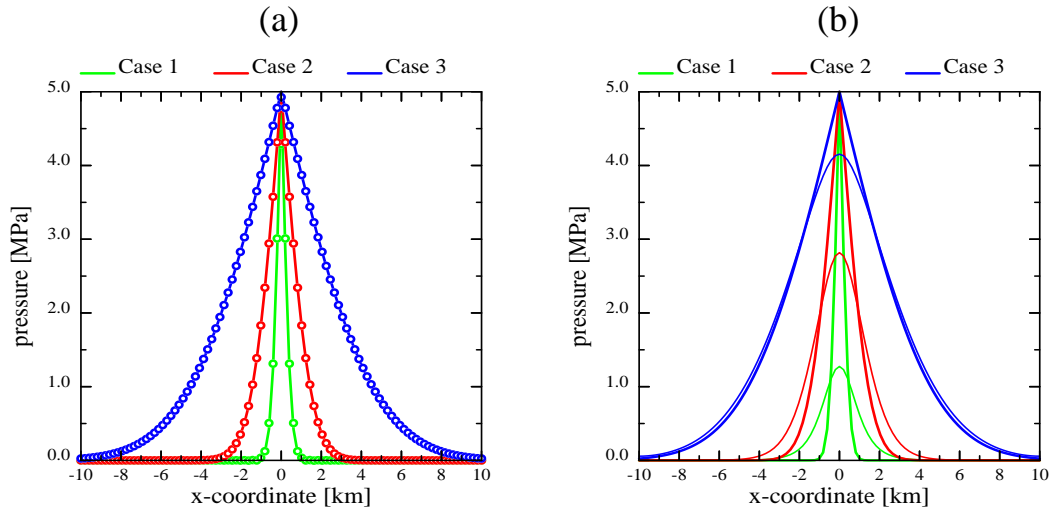 (a)
Case 1 Case 2 Case 3
5.0
4.0
3.0
2.0
1.0
0.0
pressure [MPa]
-10 -8 -6 -4 -2 0 2 4 6 8 10
x-coordinate [km]
(b)
Case 1 Case 2 Case 3
5.0
4.0
3.0
2.0
1.0
0.0
pressure [MPa]
-10 -8 -6 -4 -2 0 2 4 6 8 10
x-coordinate [km]